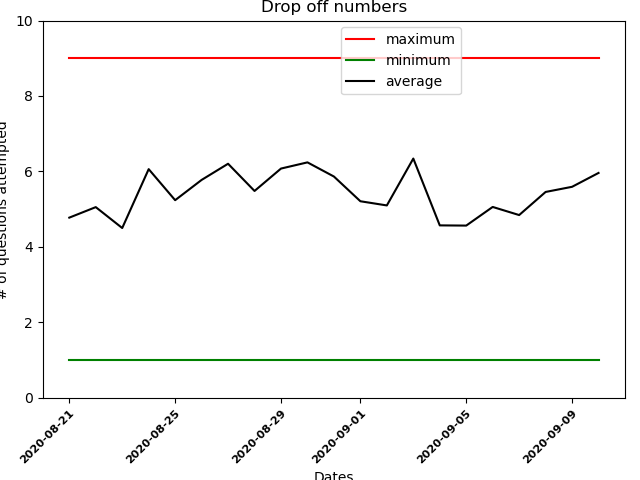 Drop off numbers
maximum
minimum
average
# of questions attempted
10
8
6
4
2
0
2020-08-21
2020-08-25
2020-08-29
2020-09-01
2020-09-05
2020-09-09
Dates